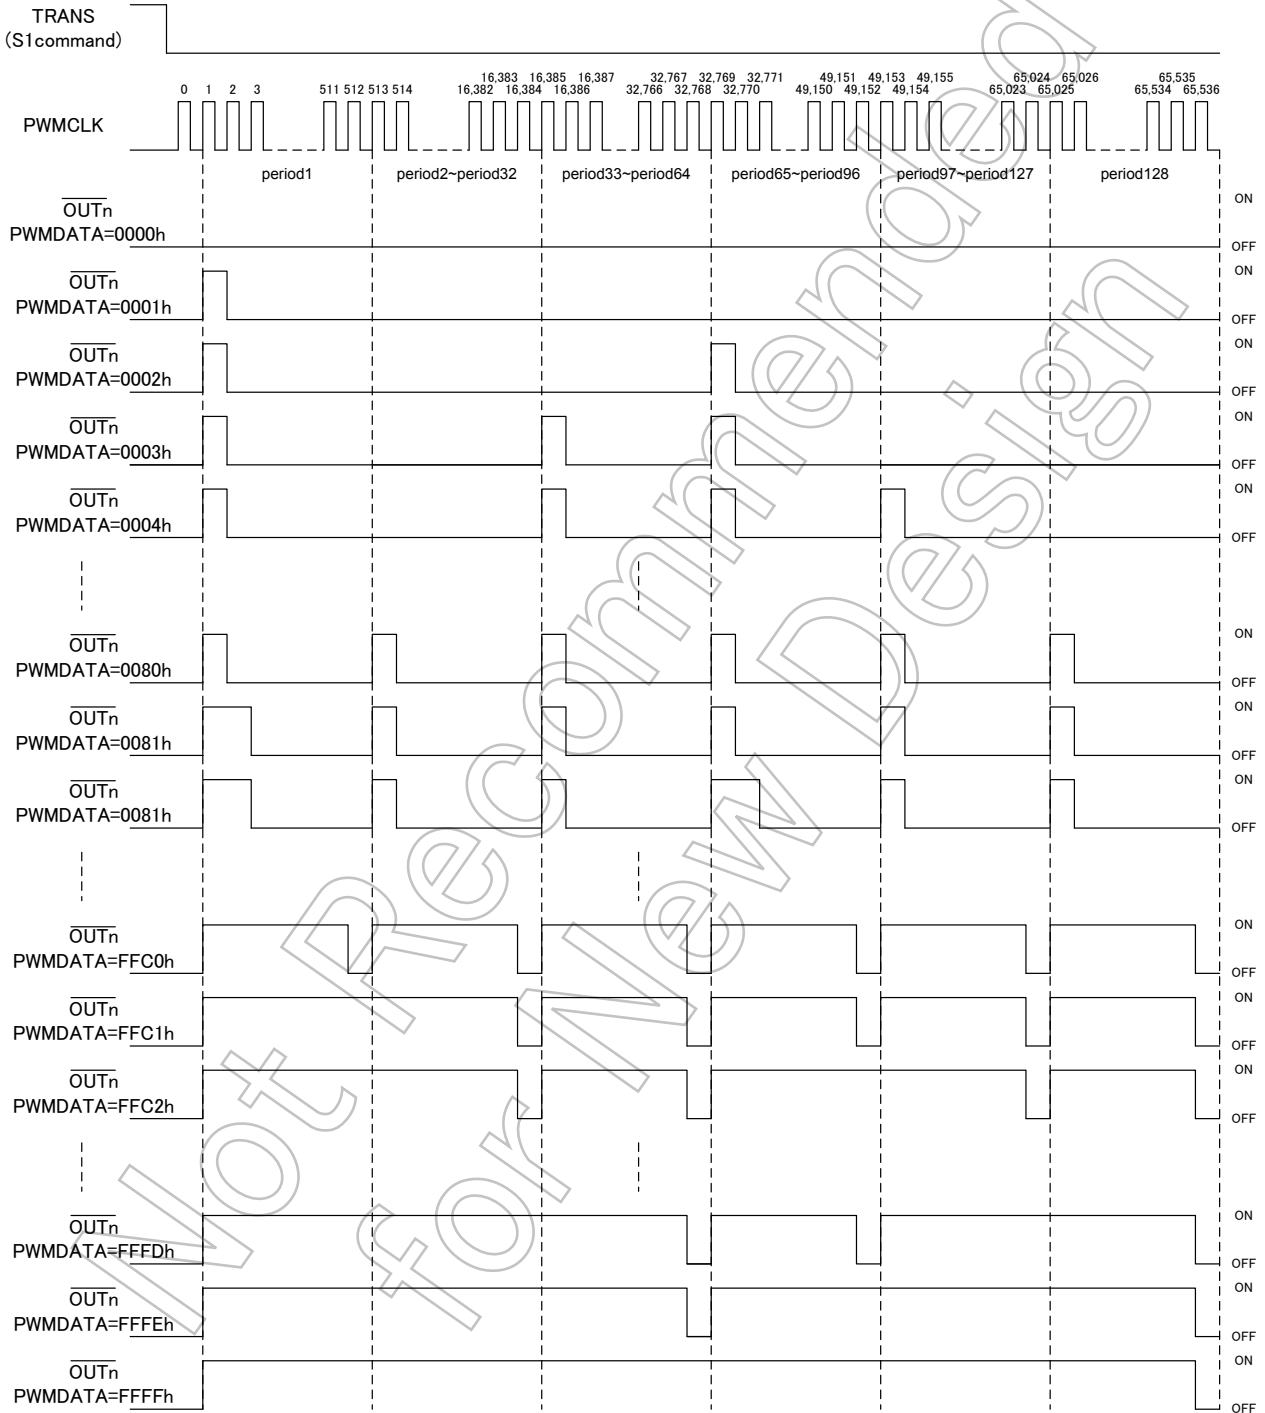 TRANS
(S1command)
16,383 16,385 16,387 32,767 32,769 32,771 49,151 49,153 49,155 65,024 65,026 65,535
0 1 2 3 511 512 513 514 16,382 16,384 16,386 32,766 32,768 32,770 49,150 49,152 49,154 65,023 65,025 65,534 65,536
PWMCLK
period1 period2~period32 period33~period64 period65~period96 period97~period127 period128
OUTn ON
PWMDATA=0000h OFF
OUTn ON
PWMDATA=0001h OFF
OUTn ON
PWMDATA=0002h OFF
OUTn ON
PWMDATA=0003h OFF
OUTn ON
PWMDATA=0004h OFF
OUTn ON
PWMDATA=0080h OFF
OUTn ON
PWMDATA=0081h OFF
OUTn ON
PWMDATA=0081h OFF
OUTn ON
PWMDATA=FFC0h OFF
OUTn ON
PWMDATA=FFC1h OFF
OUTn ON
PWMDATA=FFC2h OFF
OUTn ON
PWMDATA=FFFDh OFF
OUTn ON
PWMDATA=FFFEh OFF
OUTn ON
PWMDATA=FFFFh OFF
Not Recommended
for New Design